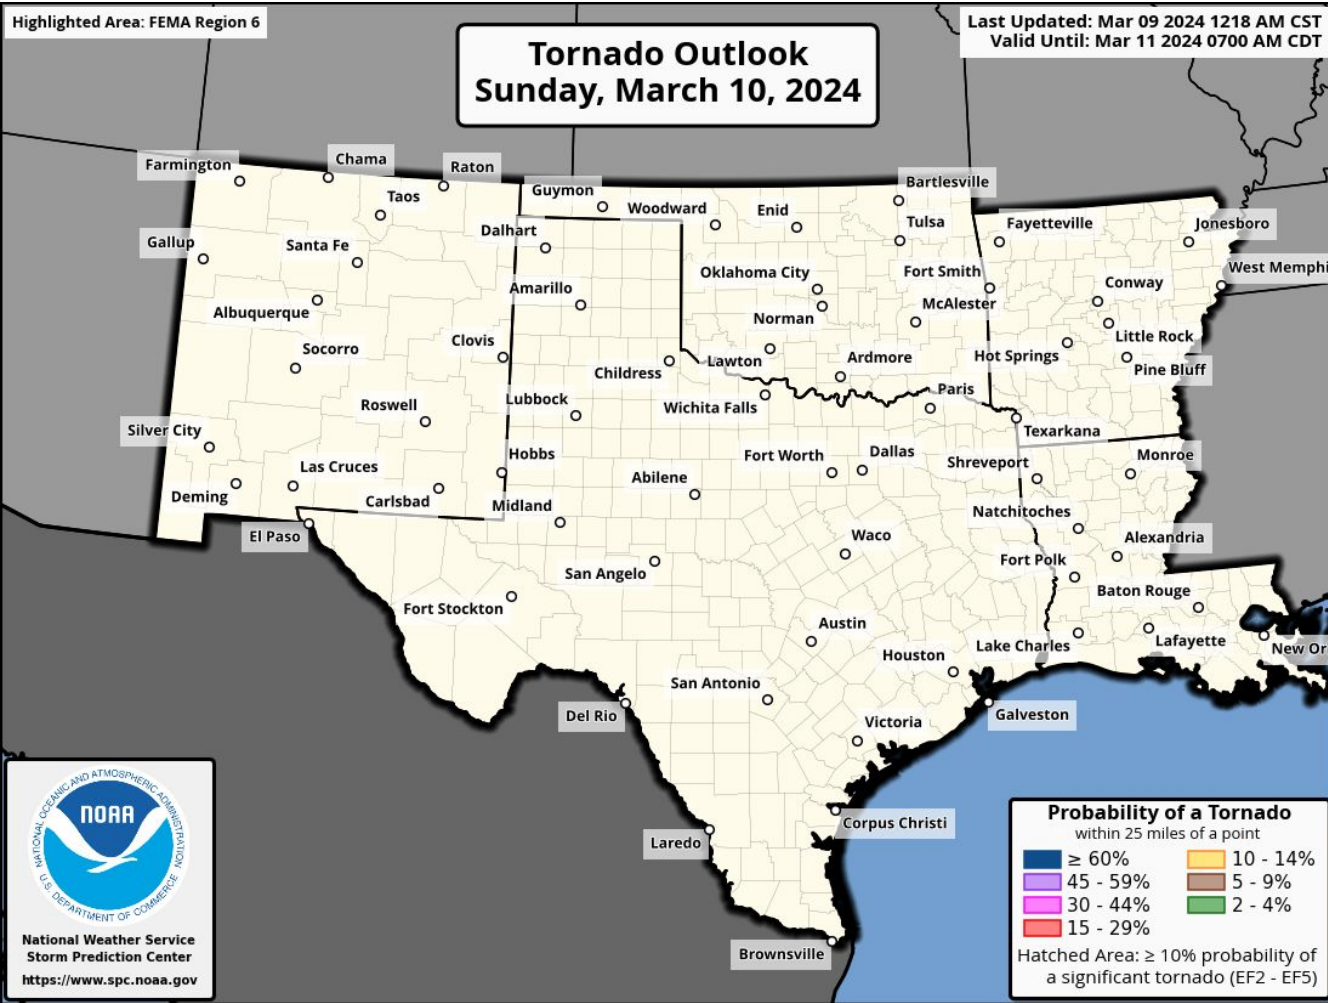 Highlighted Area: FEMA Region 6
Last Updated: Mar 09 2024 1218 AM CST
Valid Until: Mar 11 2024 0700 AM CDT
Tornado Outlook
Sunday, March 10, 2024
Farmington
Chama
Raton
Taos
Guymon
Woodward
Enid
Bartlesville
Tulsa
Fayetteville
Jonesboro
Gallup
Santa Fe
Dalhart
Oklahoma City
Fort Smith
West Memphi
Albuquerque
Amarillo
Norman
McAlester
Conway
Socorro
Clovis
Childress
Lawton
Ardmore
Hot Springs
Little Rock
Pine Bluff
Roswell
Lubbock
Wichita Falls
Paris
Silver City
Texarkana
Las Cruces
Hobbs
Abilene
Fort Worth
Dallas
Shreveport
Monroe
Deming
Carlsbad
Midland
Natchitoches
El Paso
Waco
Alexandria
San Angelo
Fort Polk
Fort Stockton
Baton Rouge
Austin
Lake Charles
Lafayette
New Or
Houston
San Antonio
Del Rio
Victoria
Galveston
Laredo
Corpus Christi
Brownsville
NATIONAL OCEANIC AND ATMOSPHERIC ADMINISTRATION
NOAA
U.S. DEPARTMENT OF COMMERCE
National Weather Service
Storm Prediction Center
https://www.spc.noaa.gov
Probability of a Tornado
within 25 miles of a point
≥ 60%
45 - 59%
30 - 44%
15 - 29%
10 - 14%
5 - 9%
2 - 4%
Hatched Area: ≥ 10% probability of
a significant tornado (EF2 - EF5)